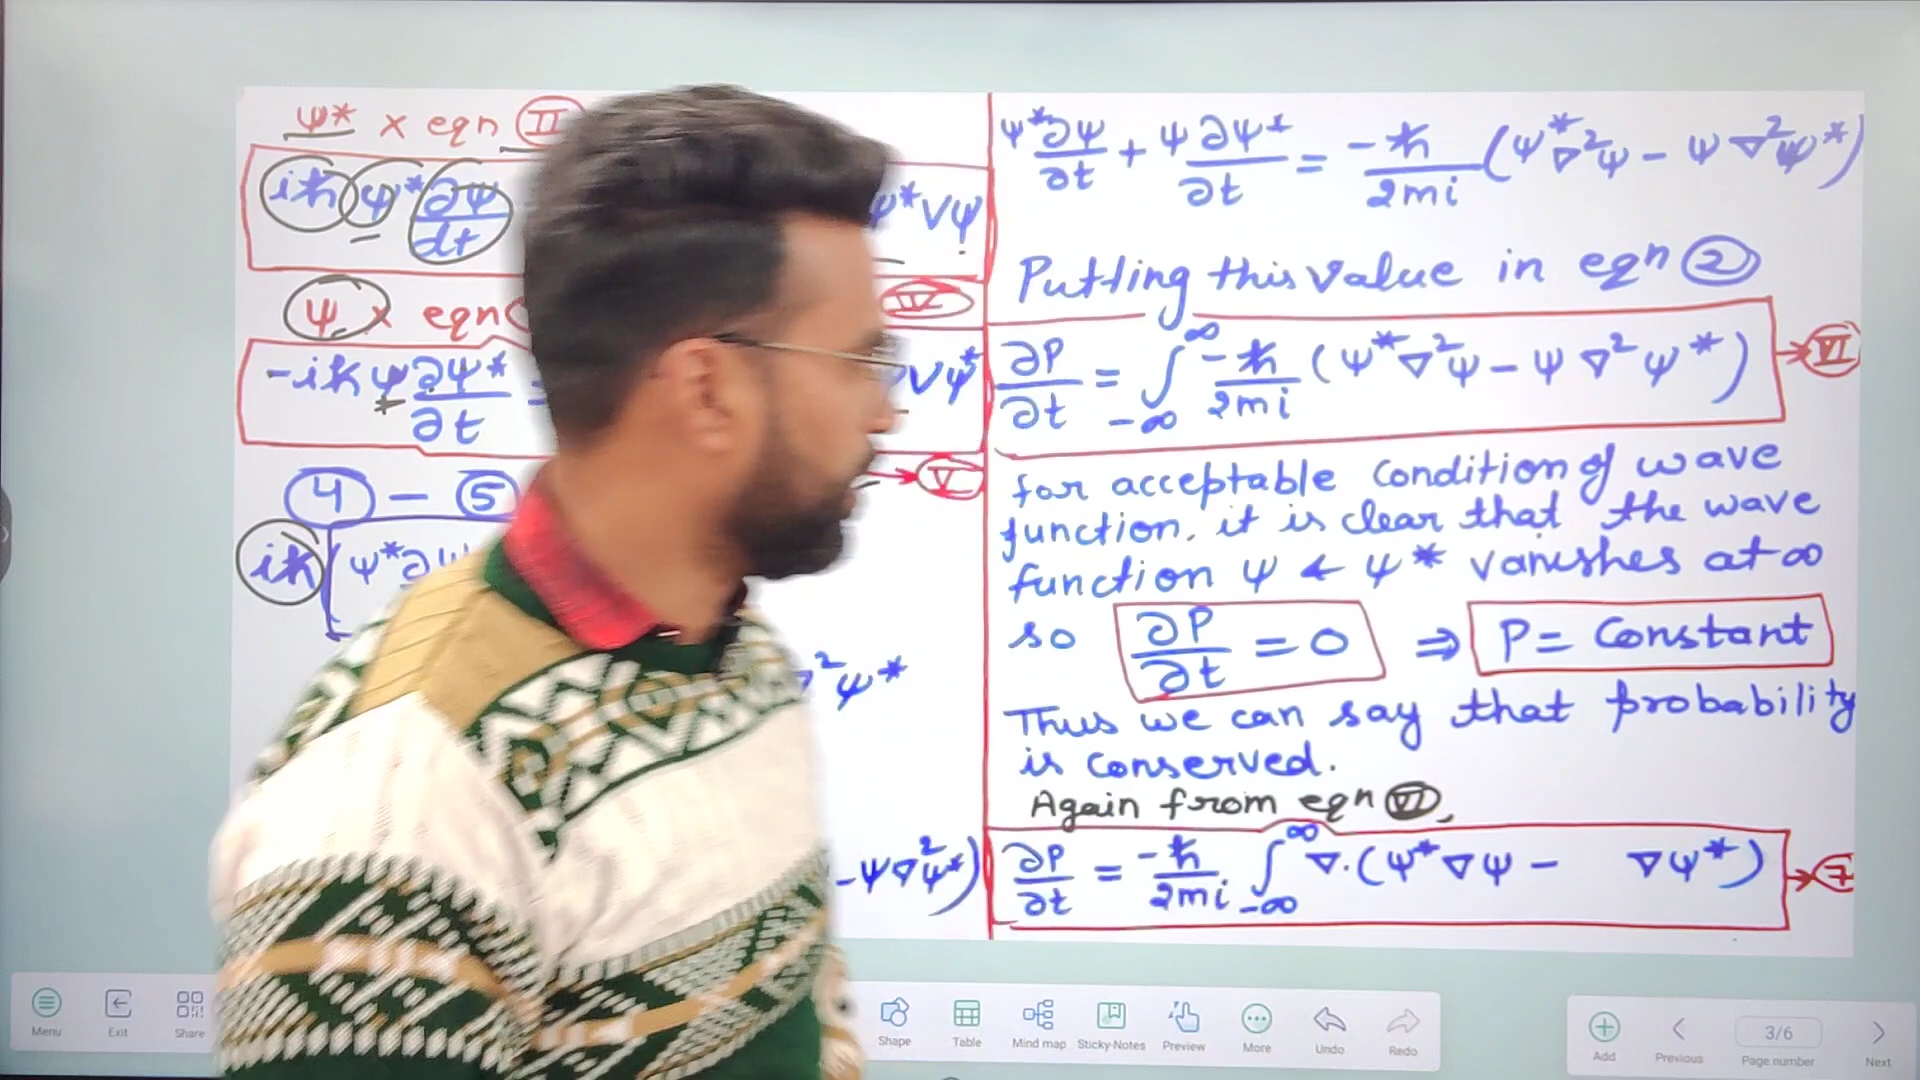 ψ* x eqn II
iħ ψ* ∂ψ/dt ψ*Vψ
ψ x eqn IV
-iħ ψ ∂ψ*/∂t = Vψ*
V
4 - 5
iħ ( ψ*∂ψ
²ψ*
-ψ∇²ψ*)
ψ*∂ψ/∂t + ψ∂ψ*/∂t = -ħ/2mi (ψ*∇²ψ - ψ∇²ψ*)
Putting this value in eqn 2
∂P/∂t = ∫_{-∞}^{∞} -ħ/2mi (ψ*∇²ψ - ψ∇²ψ*) → VI
for acceptable condition of wave
function. it is clear that the wave
function ψ & ψ* vanishes at ∞
so ∂P/∂t = 0 ⇒ P = Constant
Thus we can say that probability
is conserved.
Again from eqn VI,
∂P/∂t = -ħ/2mi ∫_{-∞}^{∞} ∇.(ψ*∇ψ - ∇ψ*) → 7
Menu Exit Share Shape Table Mind map Sticky-Notes Preview More Undo Redo
Add Previous 3/6 Page number Next